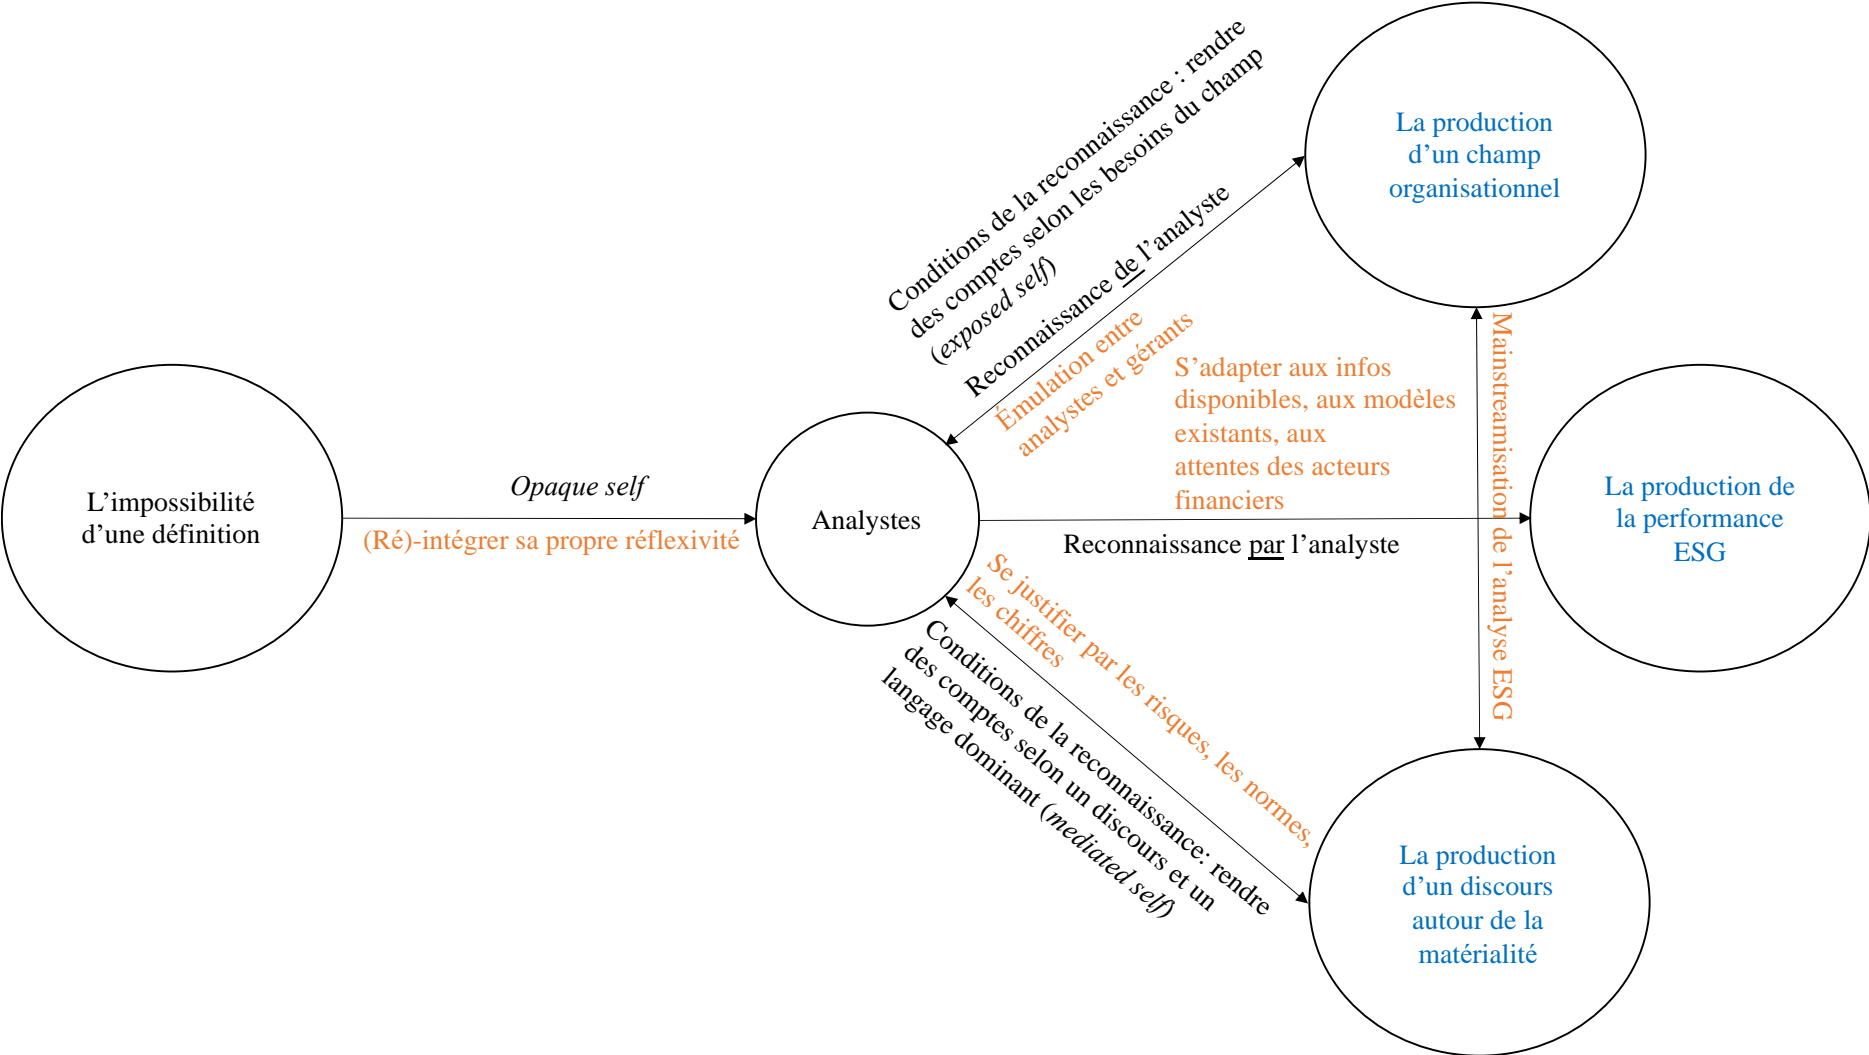 L’impossibilité
d’une définition
Opaque self
(Ré)-intégrer sa propre réflexivité
Analystes
Conditions de la reconnaissance : rendre
des comptes selon les besoins du champ
(exposed self)
Reconnaissance de l’analyste
Émulation entre
analystes et gérants
S’adapter aux infos
disponibles, aux modèles
existants, aux
attentes des acteurs
financiers
Reconnaissance par l’analyste
Se justifier par les risques, les normes,
les chiffres
Conditions de la reconnaissance: rendre
des comptes selon un discours et un
langage dominant (mediated self)
La production
d’un champ
organisationnel
Mainstreamisation de l’analyse ESG
La production de
la performance
ESG
La production
d’un discours
autour de la
matérialité